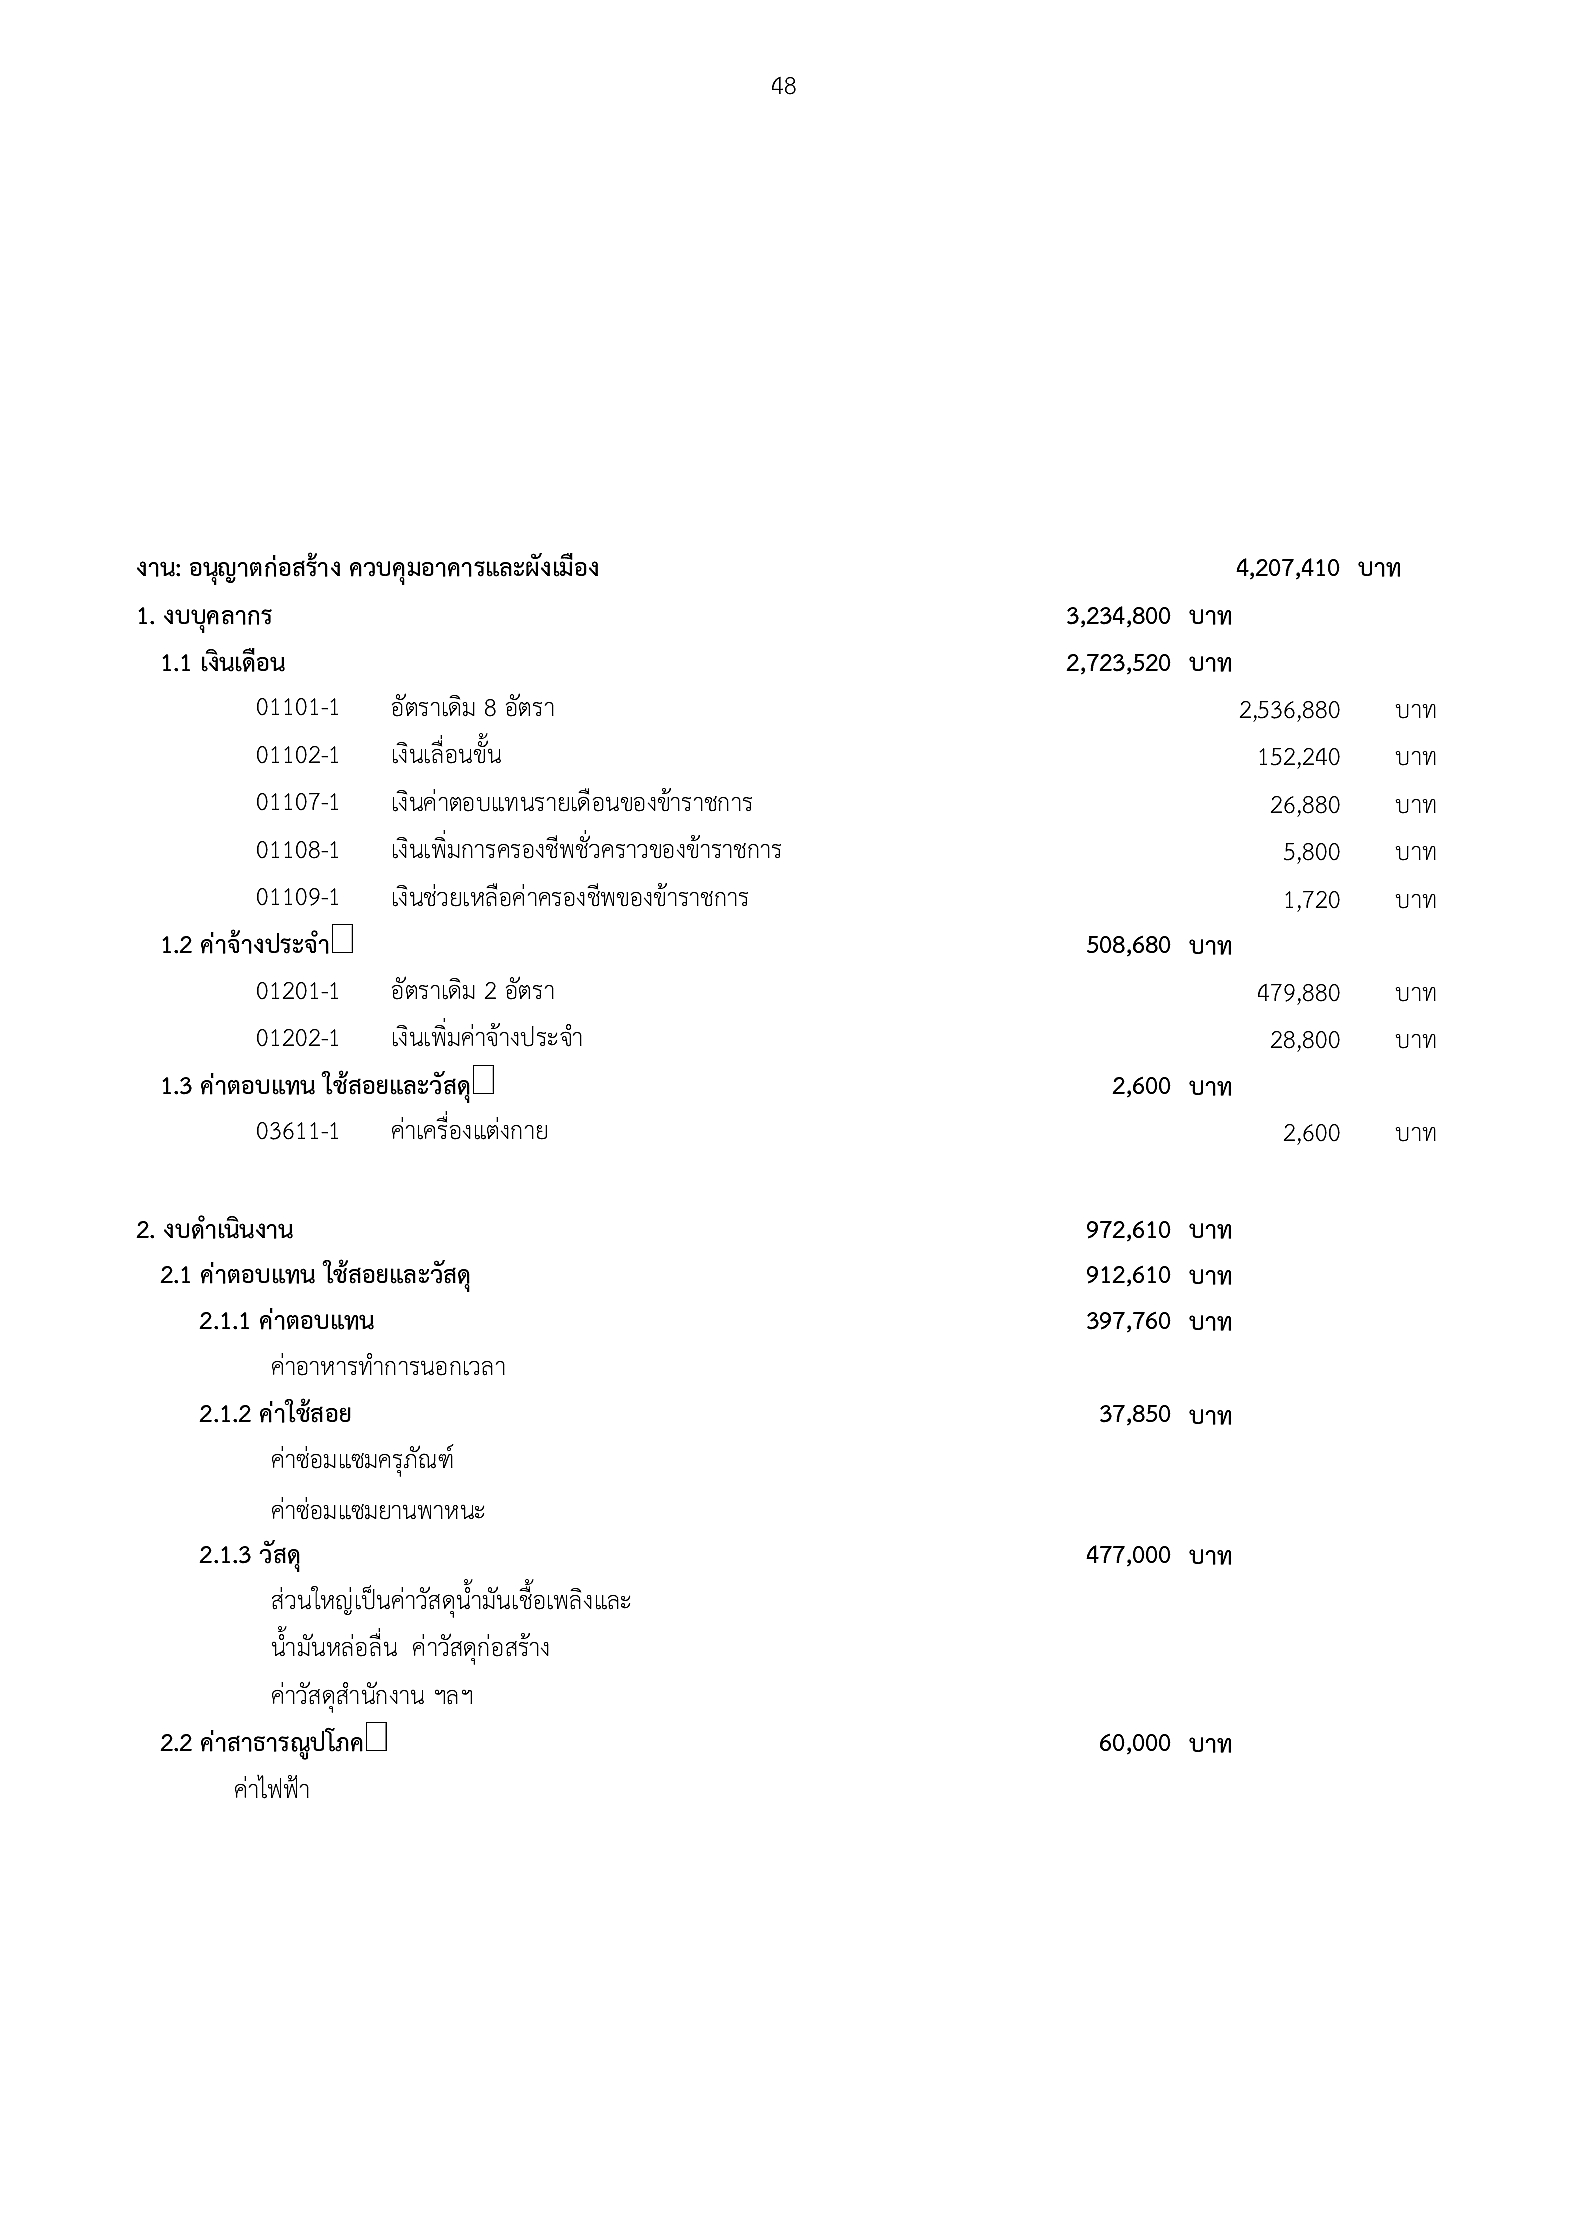 48
งาน: อนุญาตก่อสร้าง ควบคุมอาคารและผังเมือง 4,207,410 บาท
1. งบบุคลากร 3,234,800 บาท
1.1 เงินเดือน 2,723,520 บาท
01101-1 อัตราเดิม 8 อัตรา 2,536,880 บาท
01102-1 เงินเลื่อนขั้น 152,240 บาท
01107-1 เงินค่าตอบแทนรายเดือนของข้าราชการ 26,880 บาท
01108-1 เงินเพิ่มการครองชีพชั่วคราวของข้าราชการ 5,800 บาท
01109-1 เงินช่วยเหลือค่าครองชีพของข้าราชการ 1,720 บาท
1.2 ค่าจ้างประจำ 508,680 บาท
01201-1 อัตราเดิม 2 อัตรา 479,880 บาท
01202-1 เงินเพิ่มค่าจ้างประจำ 28,800 บาท
1.3 ค่าตอบแทน ใช้สอยและวัสดุ 2,600 บาท
03611-1 ค่าเครื่องแต่งกาย 2,600 บาท
2. งบดำเนินงาน 972,610 บาท
2.1 ค่าตอบแทน ใช้สอยและวัสดุ 912,610 บาท
2.1.1 ค่าตอบแทน 397,760 บาท
ค่าอาหารทำการนอกเวลา
2.1.2 ค่าใช้สอย 37,850 บาท
ค่าซ่อมแซมครุภัณฑ์
ค่าซ่อมแซมยานพาหนะ
2.1.3 วัสดุ 477,000 บาท
ส่วนใหญ่เป็นค่าวัสดุน้ำมันเชื้อเพลิงและ
น้ำมันหล่อลื่น ค่าวัสดุก่อสร้าง
ค่าวัสดุสำนักงาน ฯลฯ
2.2 ค่าสาธารณูปโภค 60,000 บาท
ค่าไฟฟ้า